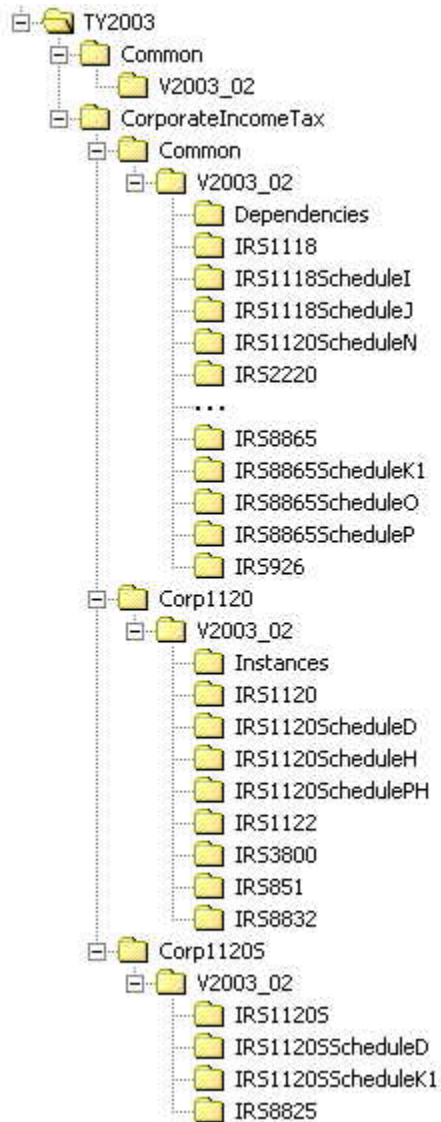 TY2003
Common
V2003_02
CorporateIncomeTax
Common
V2003_02
Dependencies
IRS1118
IRS1118ScheduleI
IRS1118ScheduleJ
IRS1120ScheduleN
IRS2220
...
IRS8865
IRS8865ScheduleK1
IRS8865ScheduleO
IRS8865ScheduleP
IRS926
Corp1120
V2003_02
Instances
IRS1120
IRS1120ScheduleD
IRS1120ScheduleH
IRS1120SchedulePH
IRS1122
IRS3800
IRS851
IRS8832
Corp1120S
V2003_02
IRS1120S
IRS1120SScheduleD
IRS1120SScheduleK1
IRS8825